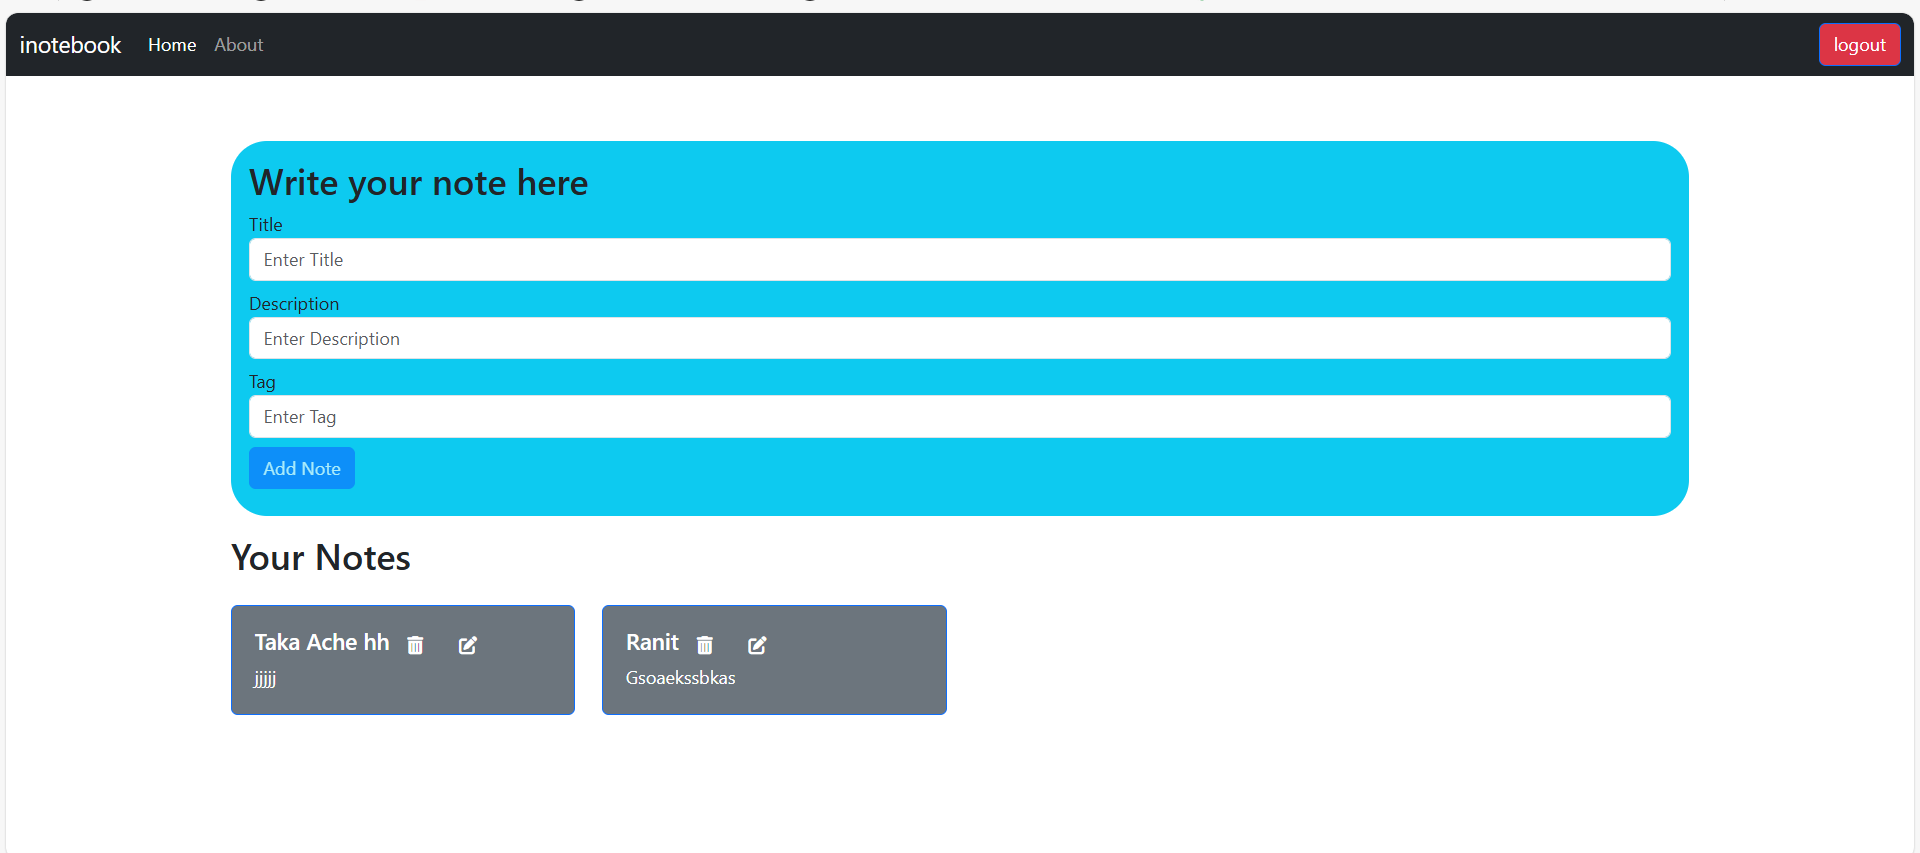 inotebook Home About logout
Write your note here
Title
Enter Title
Description
Enter Description
Tag
Enter Tag
Add Note
Your Notes
Taka Ache hh
jjjjj
Ranit
Gsoaekssbkas